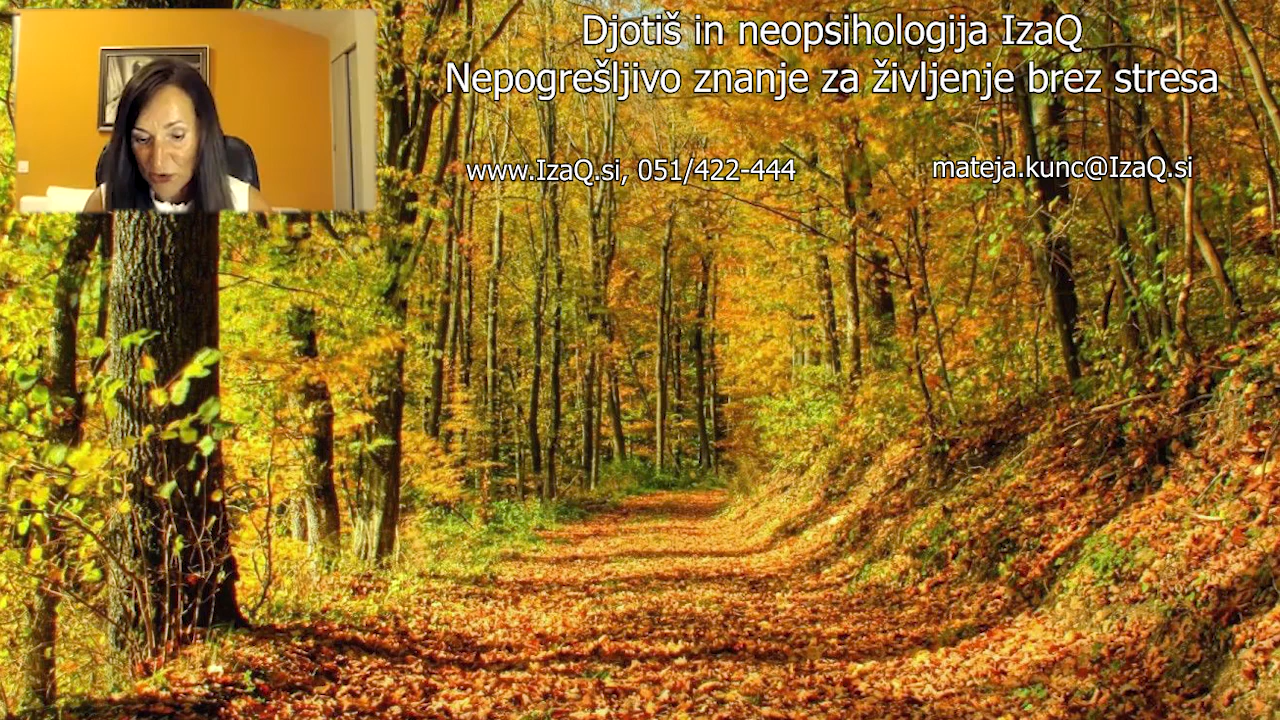 Djotiš in neopsihologija IzaQ
Nepogrešljivo znanje za življenje brez stresa
www.IzaQ.si, 051/422-444
mateja.kunc@IzaQ.si